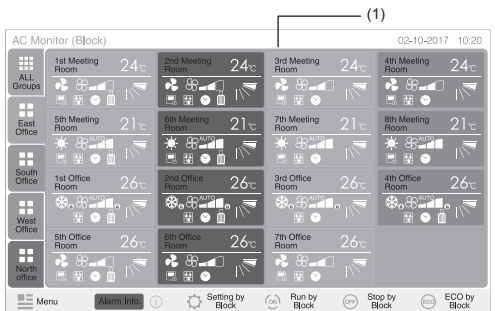 (1)
AC Monitor (Block)
02-10-2017 10:20
ALL
Groups
East
Office
South
Office
West
Office
North
office
1st Meeting
Room
24℃
2nd Meeting
Room
24℃
3rd Meeting
Room
24℃
4th Meeting
Room
24℃
5th Meeting
Room
21℃
AUTO
6th Meeting
Room
21℃
AUTO
7th Meeting
Room
21℃
AUTO
8th Meeting
Room
21℃
AUTO
1st Office
Room
26℃
AUTO
2nd Office
Room
26℃
AUTO
3rd Office
Room
26℃
AUTO
4th Office
Room
26℃
AUTO
5th Office
Room
26℃
6th Office
Room
26℃
7th Office
Room
26℃
Menu
Alarm Info.
Setting by
Block
ON
Run by
Block
OFF
Stop by
Block
ECO
ECO by
Block